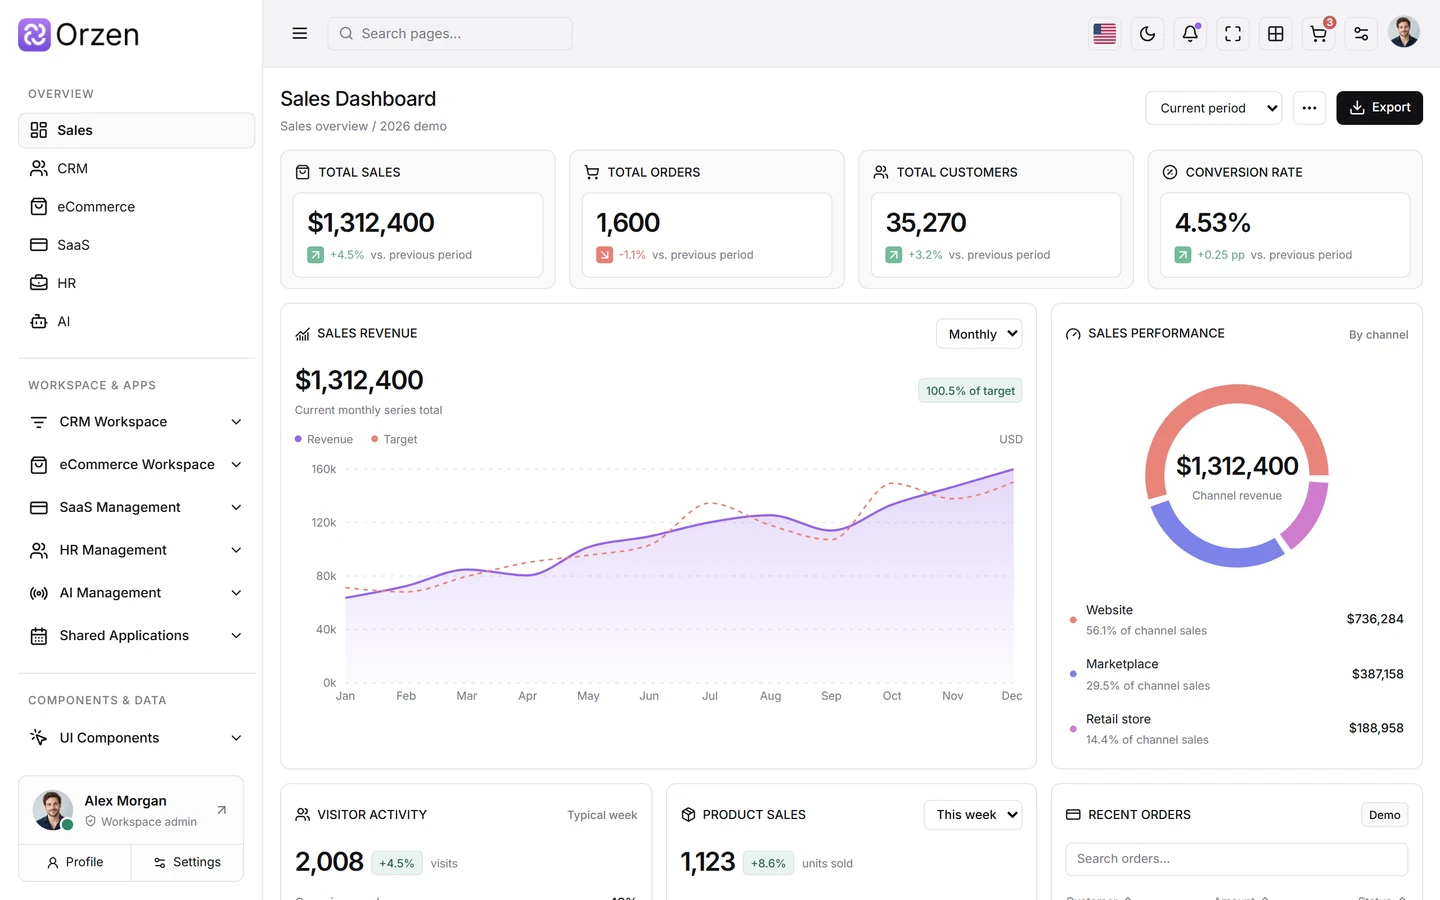 Orzen
Search pages...
3
OVERVIEW
Sales
CRM
eCommerce
SaaS
HR
AI
WORKSPACE & APPS
CRM Workspace
eCommerce Workspace
SaaS Management
HR Management
AI Management
Shared Applications
COMPONENTS & DATA
UI Components
Alex Morgan
Workspace admin
Profile
Settings
Sales Dashboard
Sales overview / 2026 demo
Current period
Export
TOTAL SALES
$1,312,400
+4.5% vs. previous period
TOTAL ORDERS
1,600
-1.1% vs. previous period
TOTAL CUSTOMERS
35,270
+3.2% vs. previous period
CONVERSION RATE
4.53%
+0.25 pp vs. previous period
SALES REVENUE
Monthly
$1,312,400
100.5% of target
Current monthly series total
Revenue
Target
USD
160k
120k
80k
40k
0k
Jan Feb Mar Apr May Jun Jul Aug Sep Oct Nov Dec
SALES PERFORMANCE
By channel
$1,312,400
Channel revenue
Website
$736,284
56.1% of channel sales
Marketplace
$387,158
29.5% of channel sales
Retail store
$188,958
14.4% of channel sales
VISITOR ACTIVITY
Typical week
2,008 +4.5% visits
PRODUCT SALES
This week
1,123 +8.6% units sold
RECENT ORDERS
Demo
Search orders...